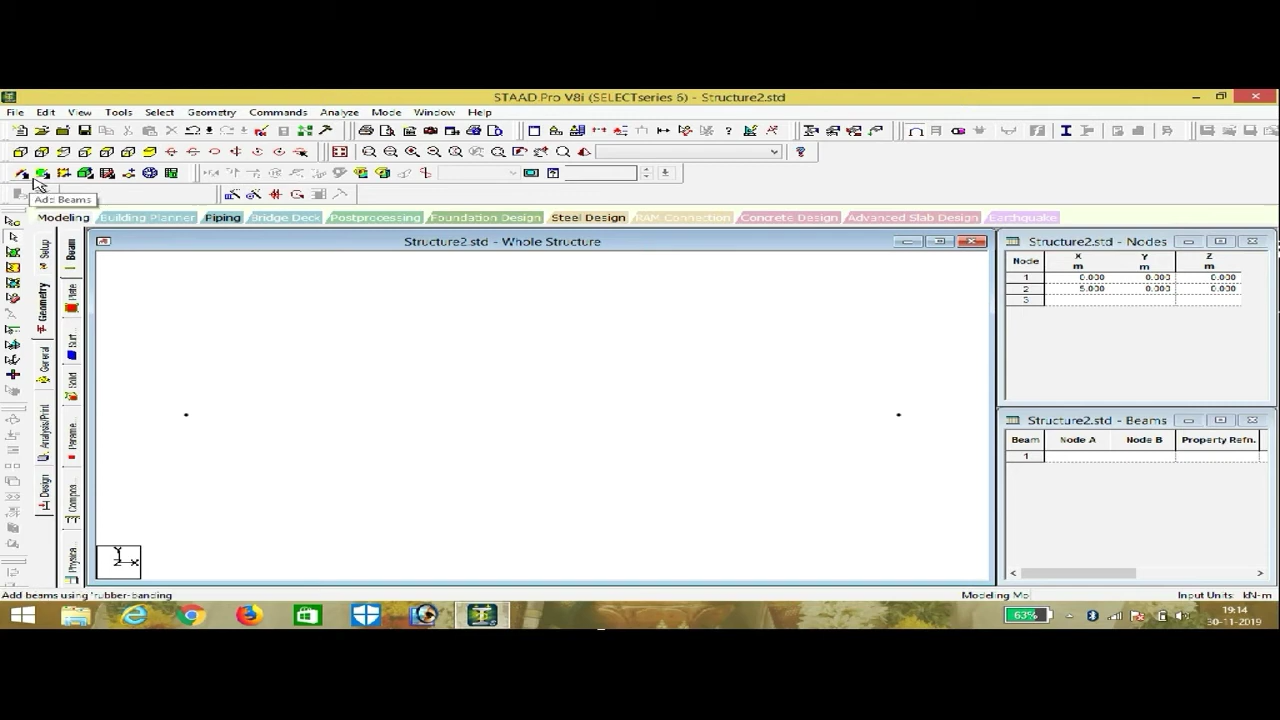 STAAD.Pro V8i (SELECTseries 6) - Structure2.std
File Edit View Tools Select Geometry Commands Analyze Mode Window Help
Add Beams
Modeling Building Planner Piping Bridge Deck Postprocessing Foundation Design Steel Design RAM Connection Concrete Design Advanced Slab Design Earthquake
Setup
Geometry
General
Analysis/Print
Design
Beam
Plate
Surf...
Solid
Parame...
Compos...
Physica...
Structure2.std - Whole Structure
Y
Z X
Structure2.std - Nodes
Node X m Y m Z m
1 0.000 0.000 0.000
2 5.000 0.000 0.000
3
Structure2.std - Beams
Beam Node A Node B Property Refn.
1
Add beams using 'rubber-banding
Modeling Mo
Input Units: kN-m
63%
19:14
30-11-2019